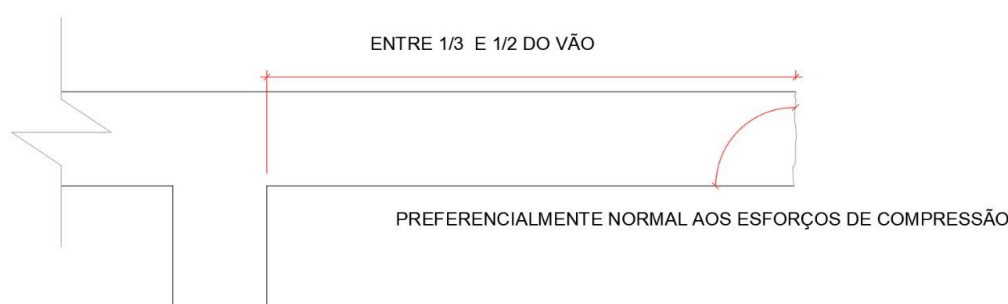 ENTRE 1/3 E 1/2 DO VÃO
PREFERENCIALMENTE NORMAL AOS ESFORÇOS DE COMPRESSÃO